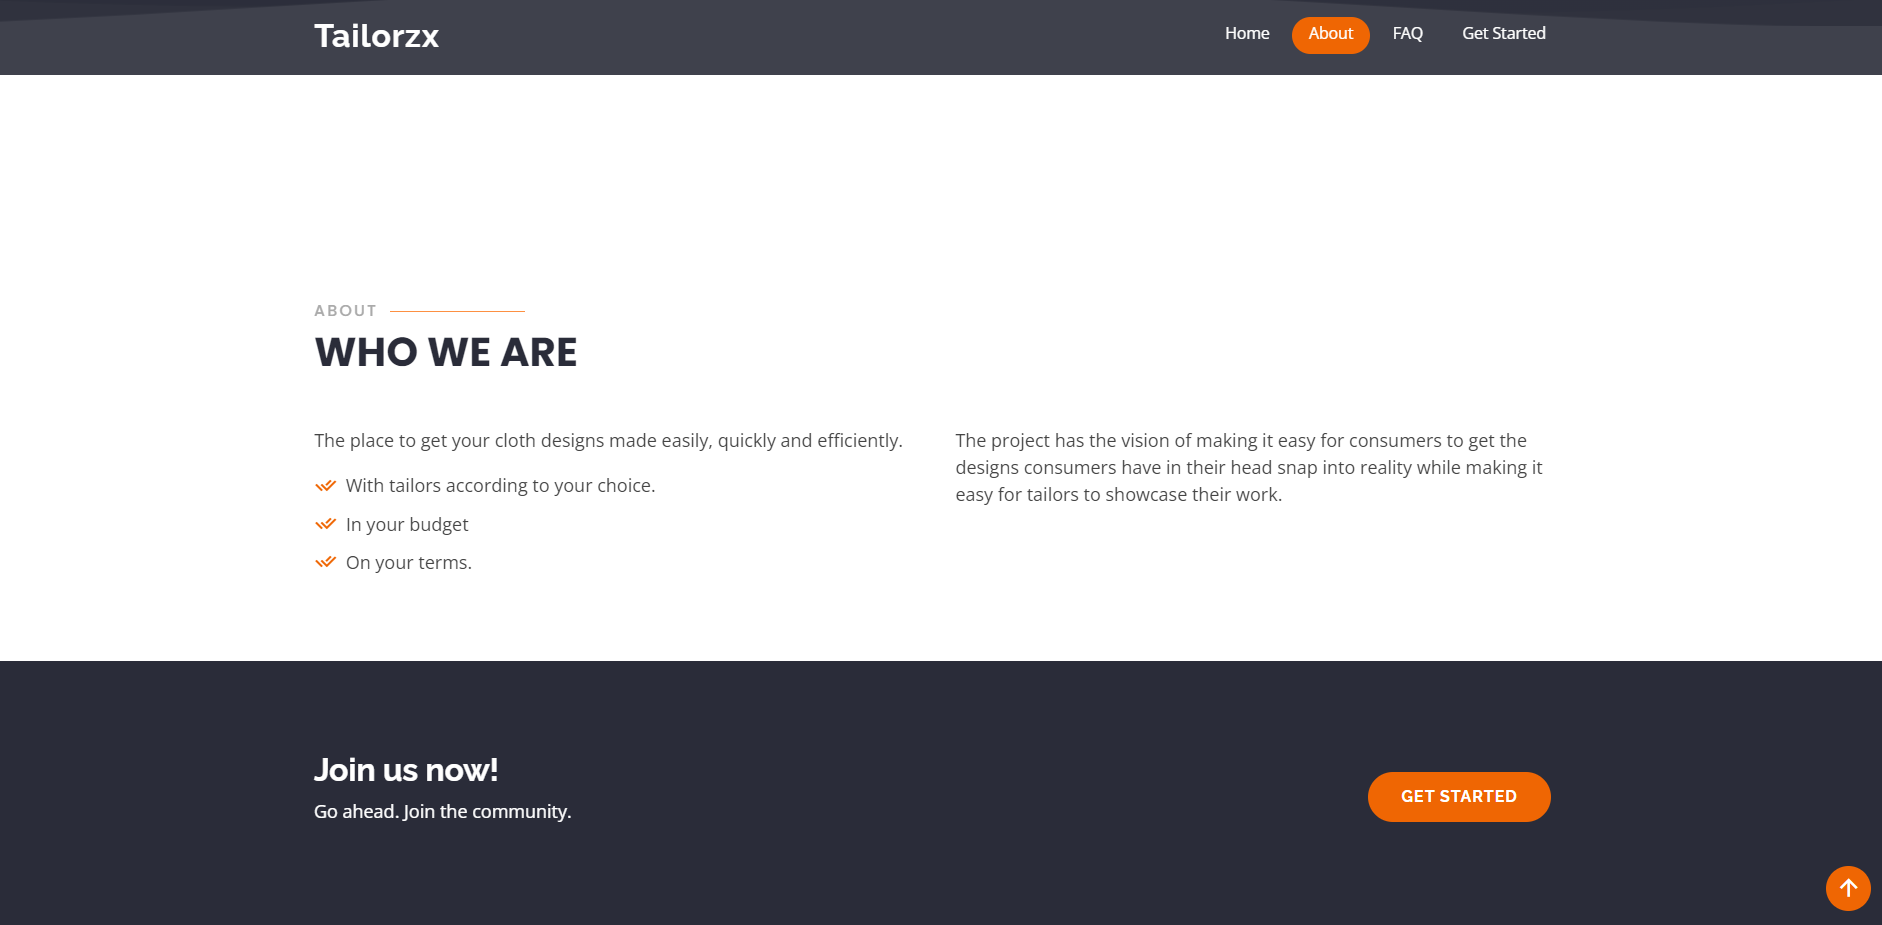 Tailorzx
Home About FAQ Get Started
ABOUT
WHO WE ARE
The place to get your cloth designs made easily, quickly and efficiently.
With tailors according to your choice.
In your budget
On your terms.
The project has the vision of making it easy for consumers to get the
designs consumers have in their head snap into reality while making it
easy for tailors to showcase their work.
Join us now!
Go ahead. Join the community.
GET STARTED